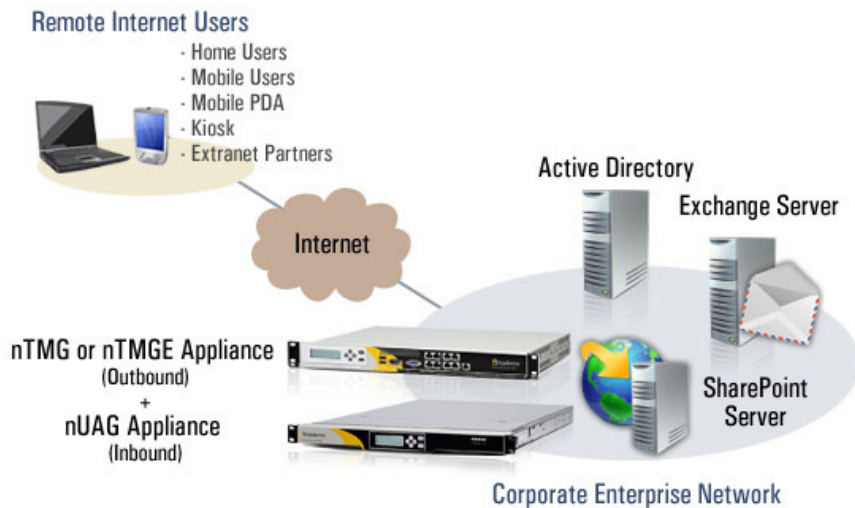 Remote Internet Users
- Home Users
- Mobile Users
- Mobile PDA
- Kiosk
- Extranet Partners
Internet
Active Directory
Exchange Server
nTMG or nTMGE Appliance
(Outbound)
+
nUAG Appliance
(Inbound)
SharePoint
Server
Corporate Enterprise Network